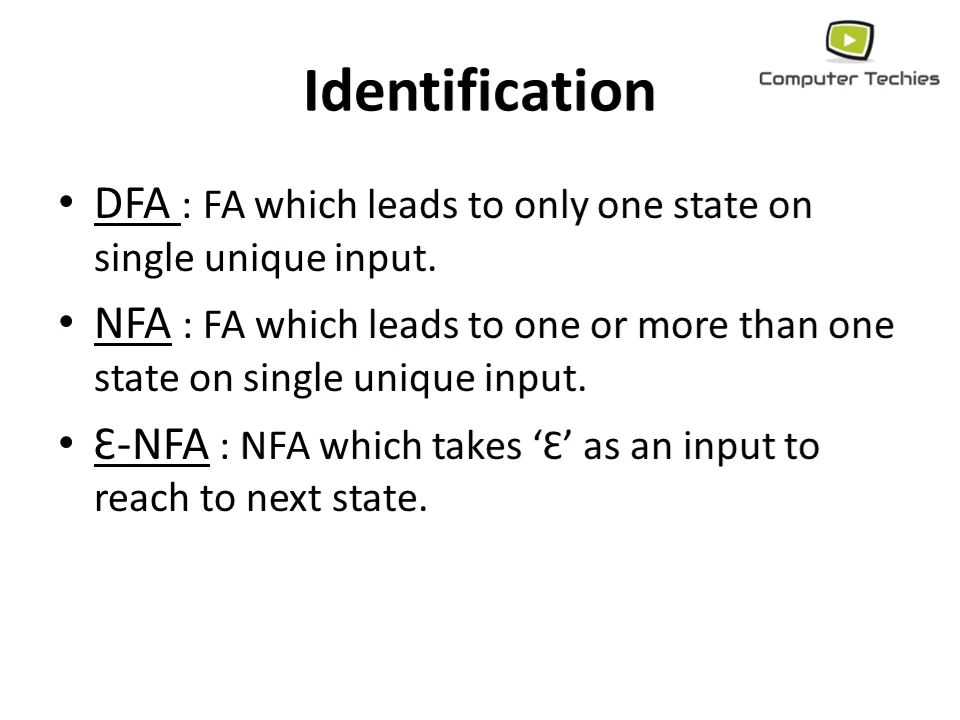 Computer Techies
Identification
• DFA : FA which leads to only one state on
single unique input.
• NFA : FA which leads to one or more than one
state on single unique input.
• Ɛ-NFA : NFA which takes ‘Ɛ’ as an input to
reach to next state.